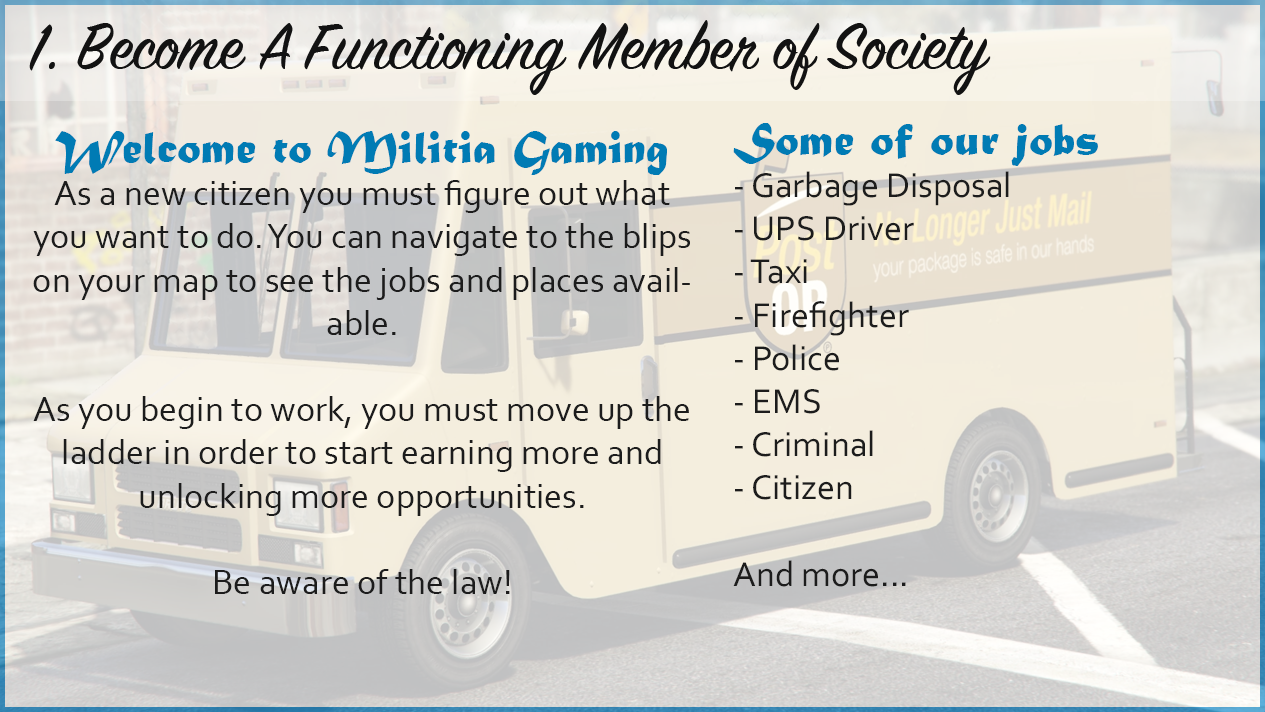 1. Become A Functioning Member of Society
Welcome to Militia Gaming
As a new citizen you must figure out what
you want to do. You can navigate to the blips
on your map to see the jobs and places avail-
able.
As you begin to work, you must move up the
ladder in order to start earning more and
unlocking more opportunities.
Be aware of the law!
Some of our jobs
- Garbage Disposal
- UPS Driver
- Taxi
- Firefighter
- Police
- EMS
- Criminal
- Citizen
And more...
Post
OP
No Longer Just Mail
your package is safe in our hands